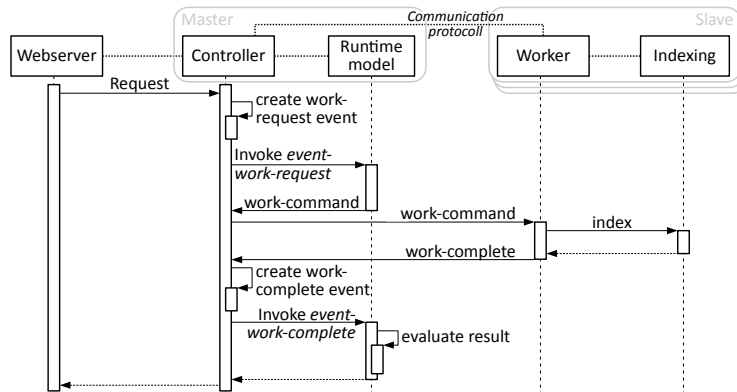 Master
Communication
protocoll
Slave
Webserver
Controller
Runtime
model
Worker
Indexing
Request
create work-
request event
Invoke event-
work-request
work-command
work-command
index
work-complete
create work-
complete event
Invoke event-
work-complete
evaluate result